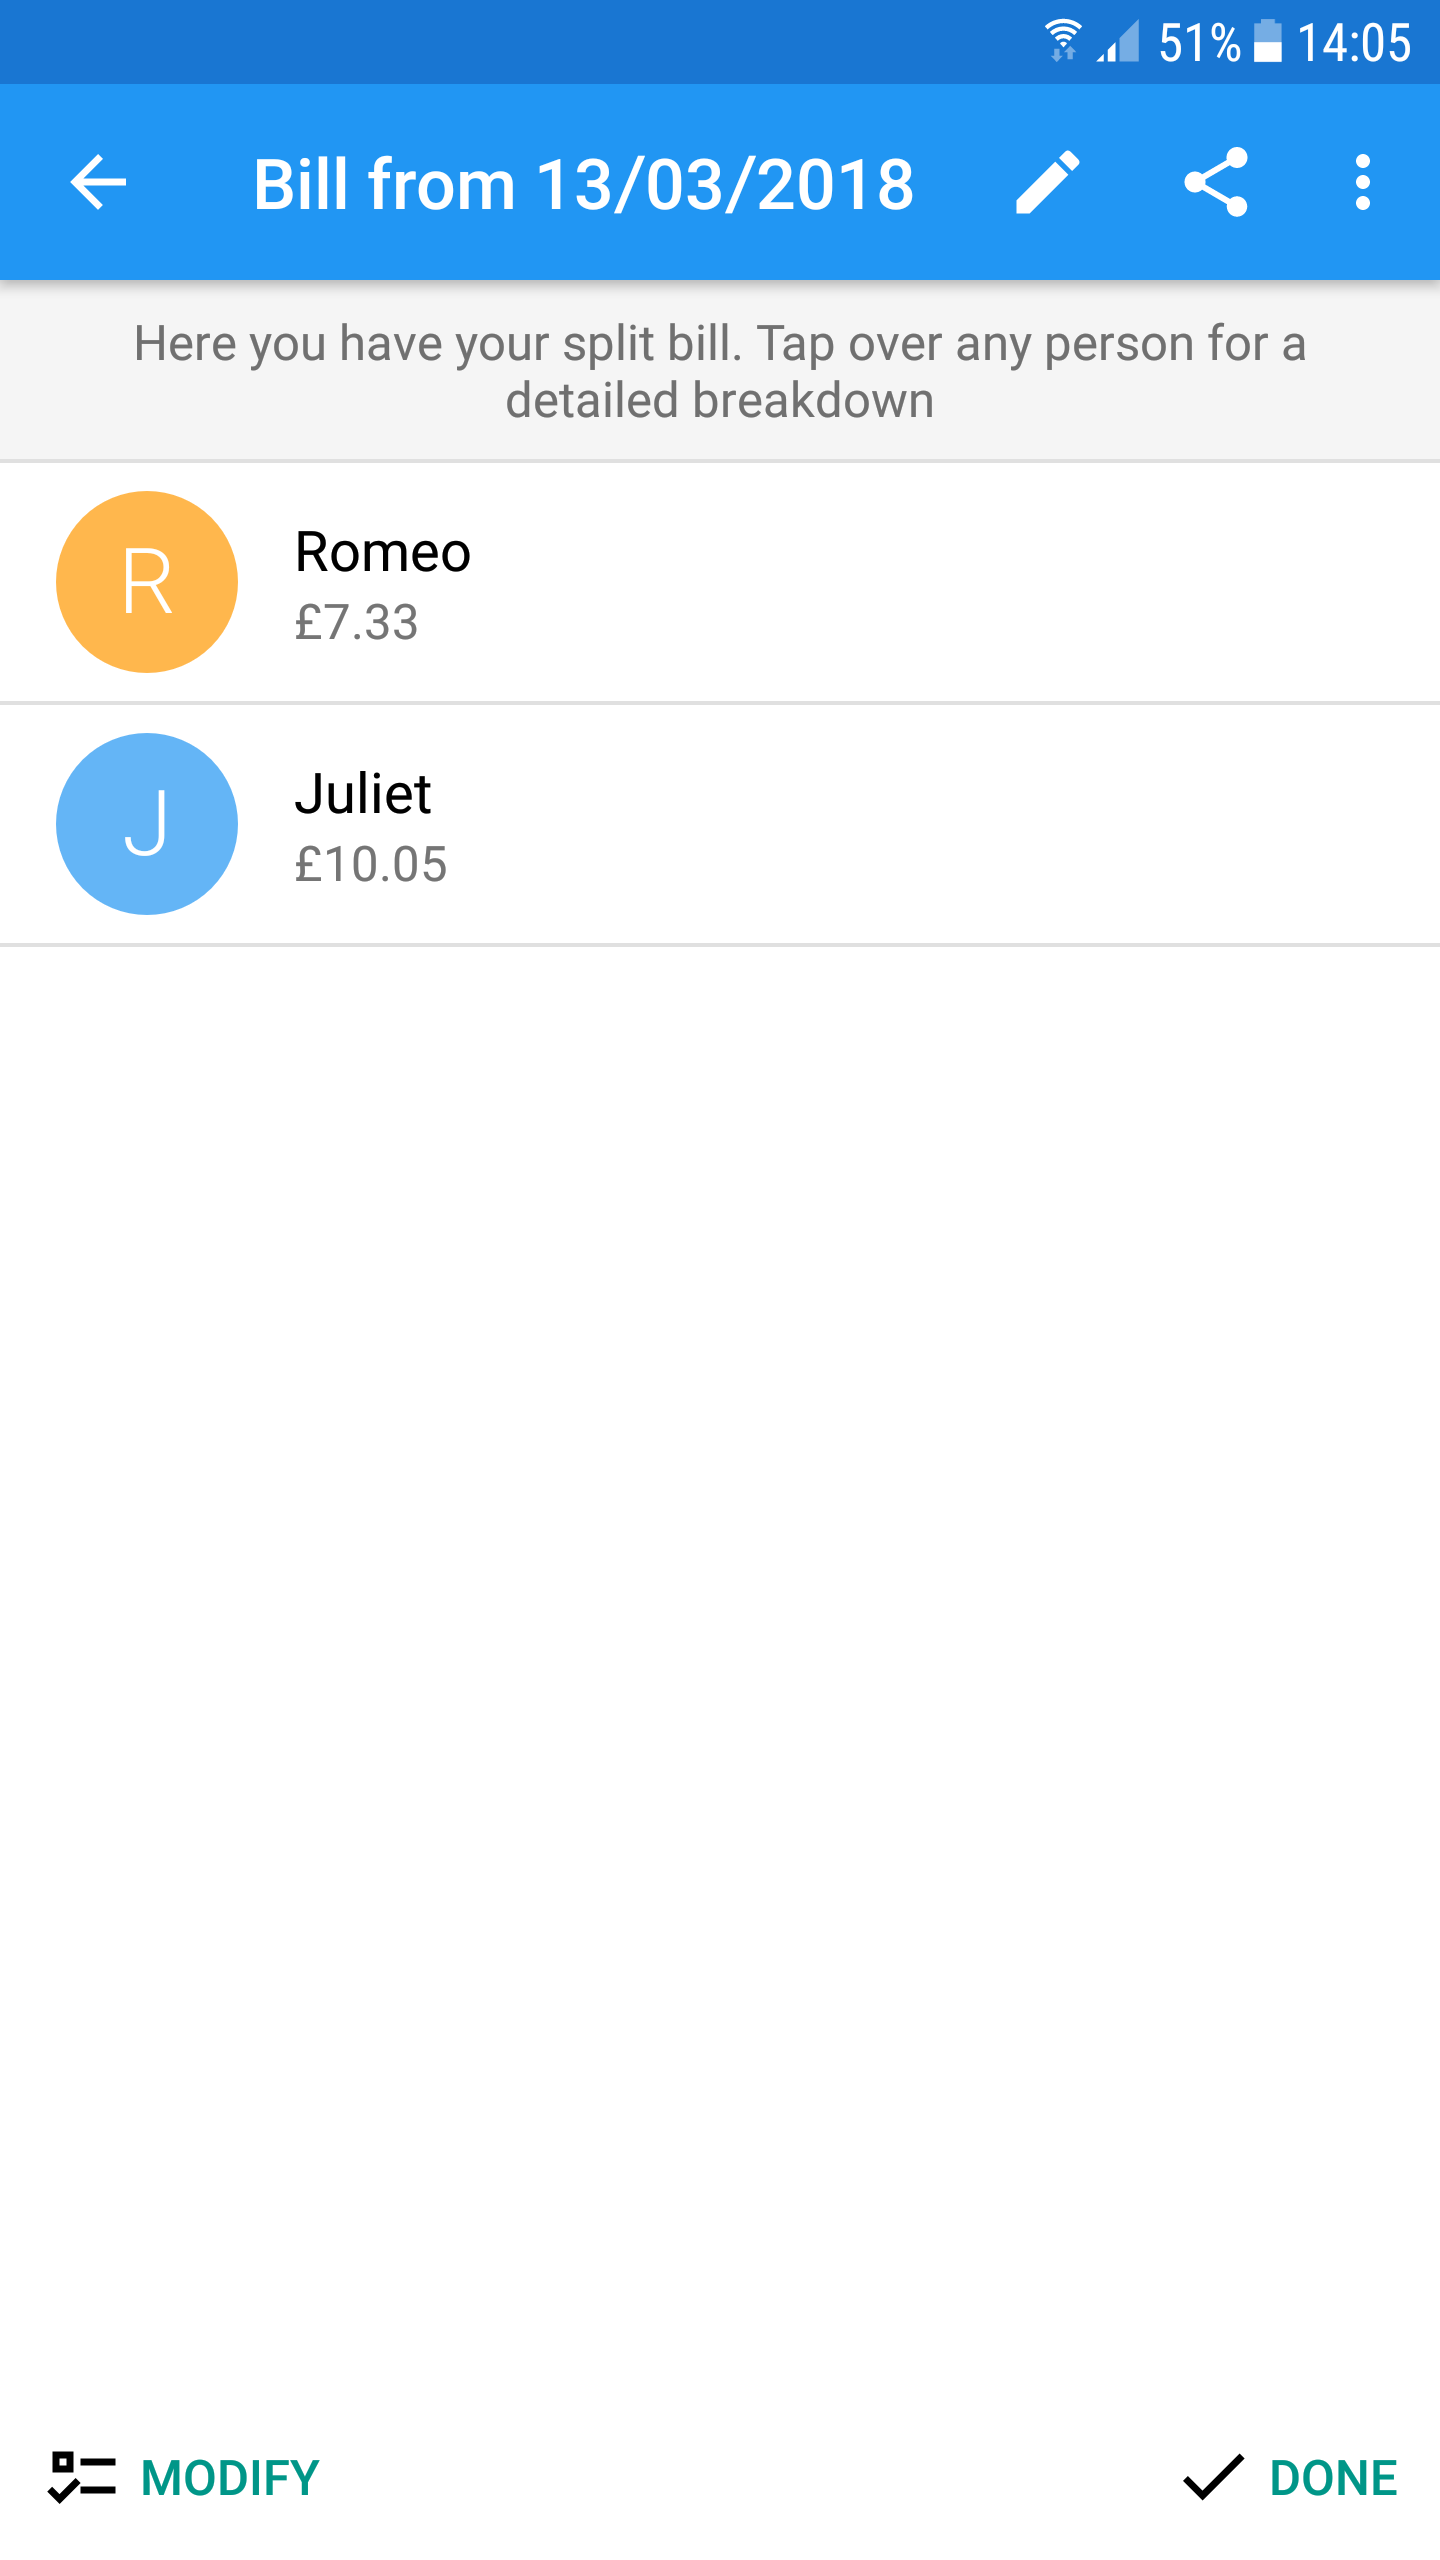 51% 14:05
Bill from 13/03/2018
Here you have your split bill. Tap over any person for a
detailed breakdown
R
Romeo
£7.33
J
Juliet
£10.05
MODIFY
DONE